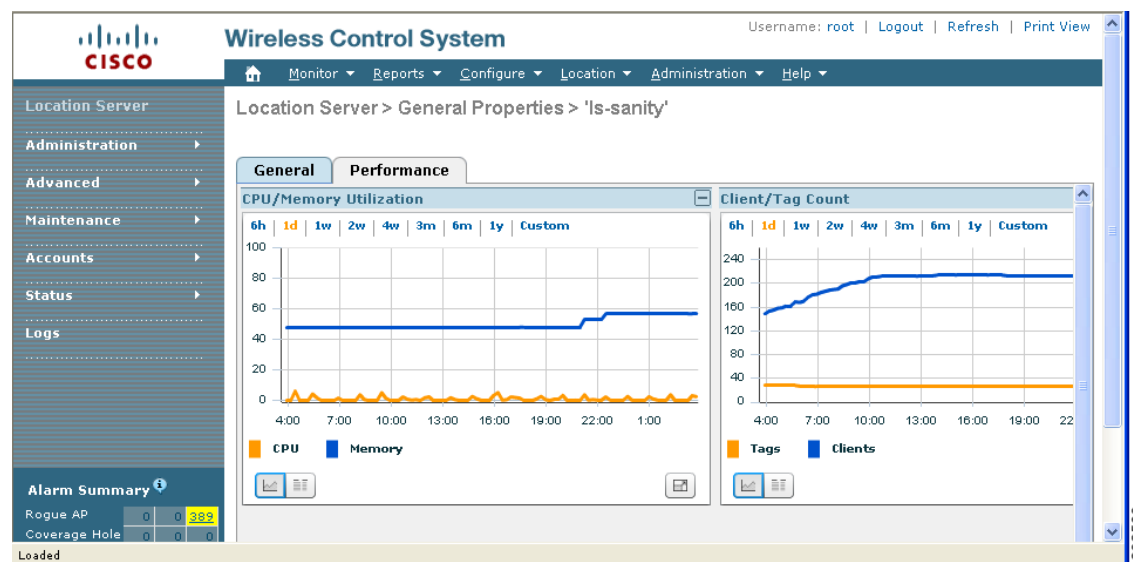 Username: root | Logout | Refresh | Print View
CISCO
Wireless Control System
Monitor Reports Configure Location Administration Help
Location Server
Administration
Advanced
Maintenance
Accounts
Status
Logs
Location Server > General Properties > 'ls-sanity'
General Performance
CPU/Memory Utilization
6h | 1d | 1w | 2w | 4w | 3m | 6m | 1y | Custom
100
80
60
40
20
0
4:00 7:00 10:00 13:00 16:00 19:00 22:00 1:00
CPU Memory
Client/Tag Count
6h | 1d | 1w | 2w | 4w | 3m | 6m | 1y | Custom
240
200
160
120
80
40
0
4:00 7:00 10:00 13:00 16:00 19:00 22
Tags Clients
Alarm Summary
Rogue AP 0 0 389
Coverage Hole 0 0 0
Loaded